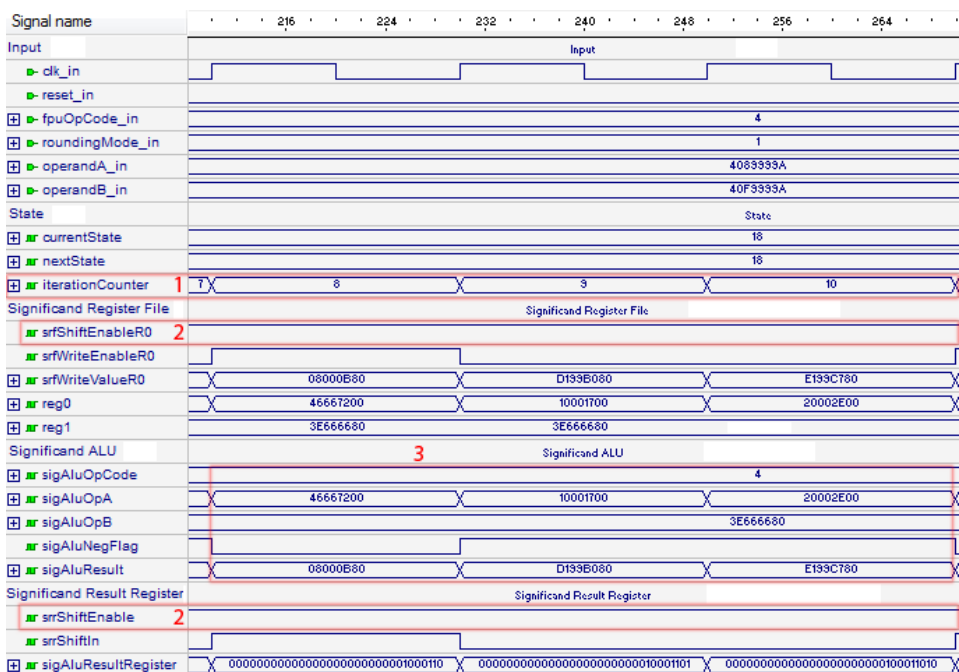 Signal name 216 224 232 240 248 256 264
Input Input
clk_in
reset_in
fpuOpCode_in 4
roundingMode_in 1
operandA_in 4089999A
operandB_in 40F9999A
State State
currentState 18
nextState 18
iterationCounter 1 7 8 9 10
Significand Register File Significand Register File
srfShiftEnableR0 2
srfWriteEnableR0
srfWriteValueR0 08000B80 D199B080 E199C780
reg0 46667200 10001700 20002E00
reg1 3E666680 3E666680
Significand ALU 3 Significand ALU
sigAluOpCode 4
sigAluOpA 46667200 10001700 20002E00
sigAluOpB 3E666680
sigAluNegFlag
sigAluResult 08000B80 D199B080 E199C780
Significand Result Register Significand Result Register
srrShiftEnable 2
srrShiftIn
sigAluResultRegister 00000000000000000000000001000110 00000000000000000000000010001101 00000000000000000000000100011010